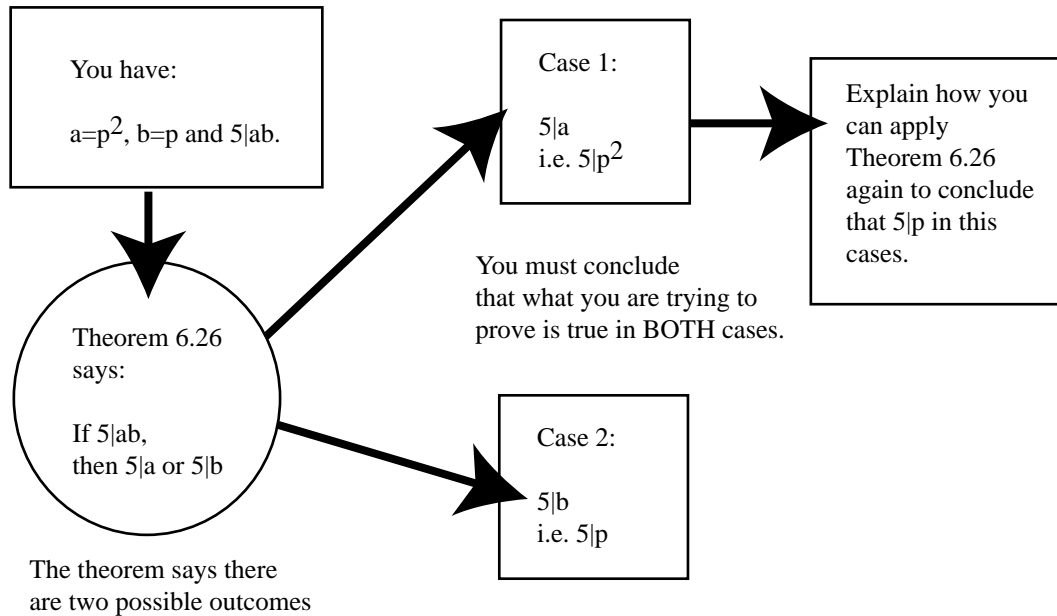 You have:
a=p², b=p and 5|ab.
Theorem 6.26
says:
If 5|ab,
then 5|a or 5|b
The theorem says there
are two possible outcomes
Case 1:
5|a
i.e. 5|p²
Explain how you
can apply
Theorem 6.26
again to conclude
that 5|p in this
cases.
You must conclude
that what you are trying to
prove is true in BOTH cases.
Case 2:
5|b
i.e. 5|p